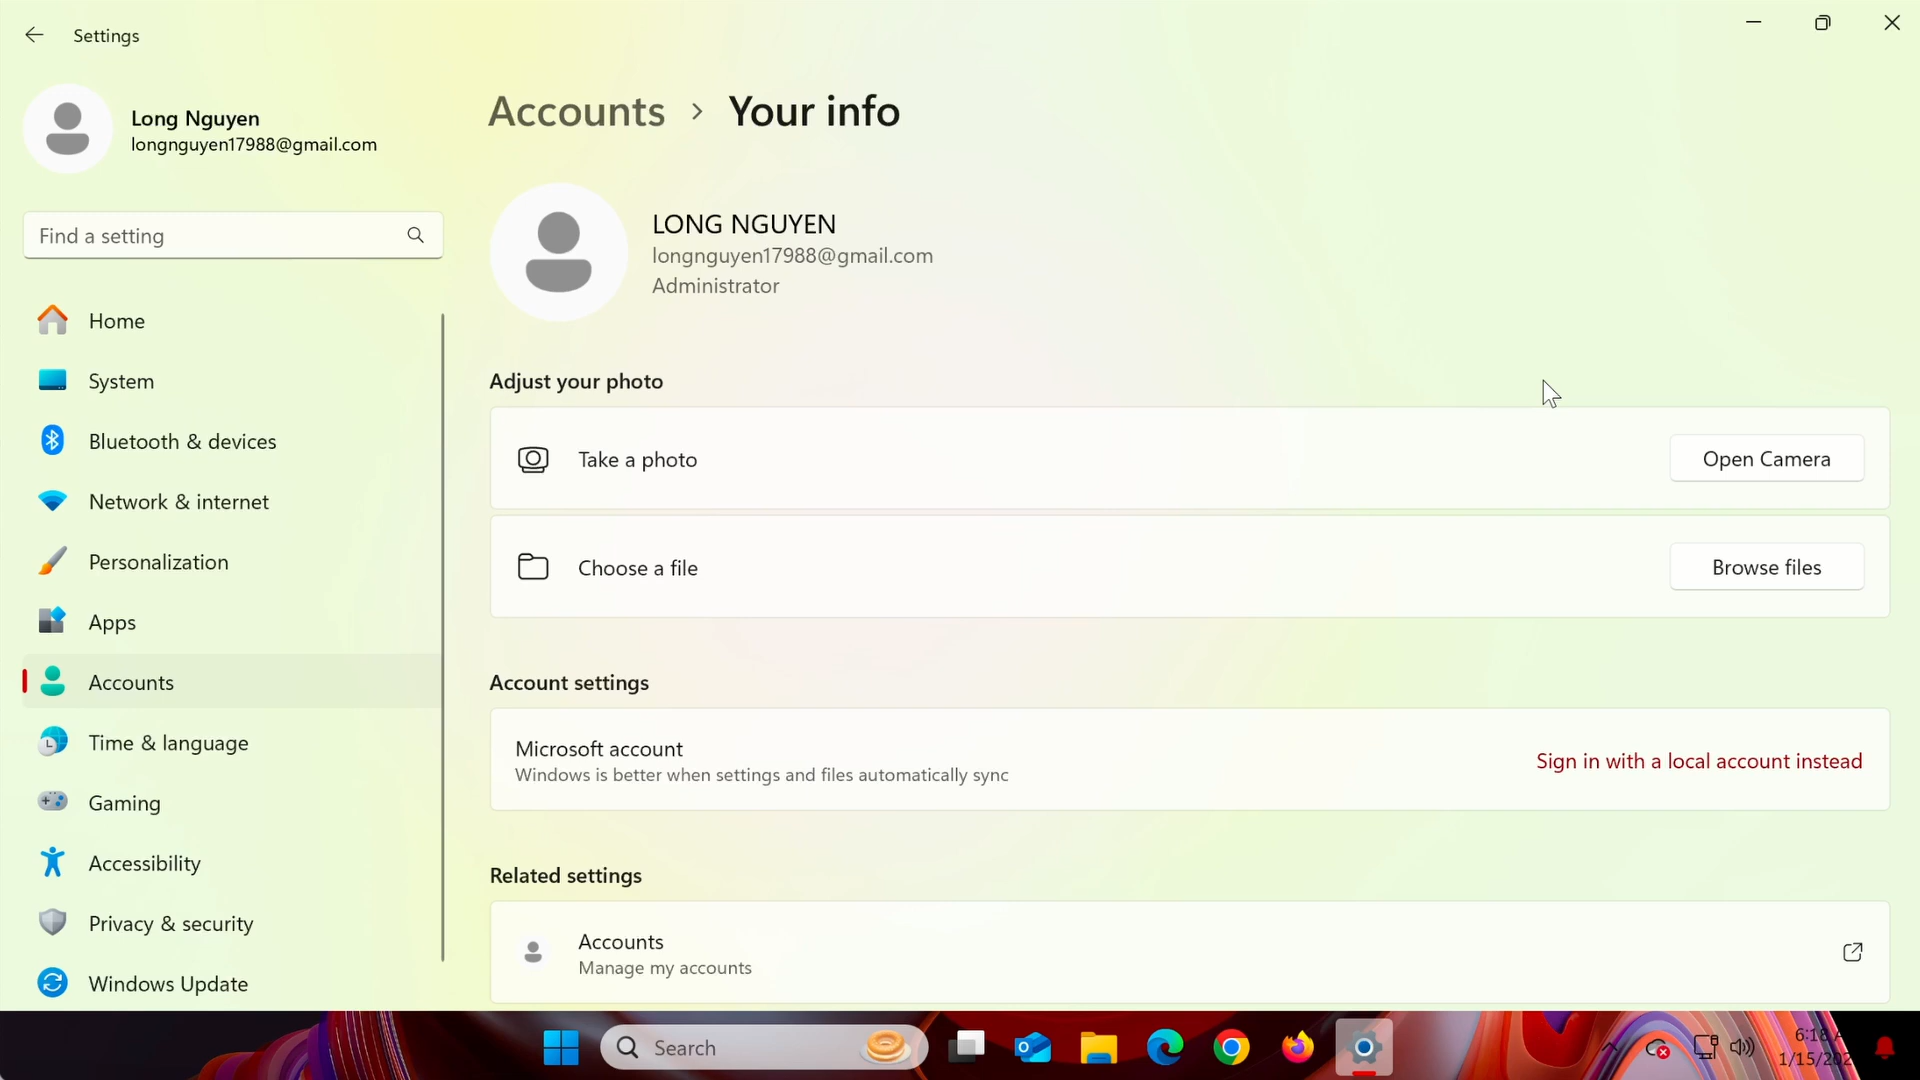 Settings
Long Nguyen
longnguyen17988@gmail.com
Find a setting
Home
System
Bluetooth & devices
Network & internet
Personalization
Apps
Accounts
Time & language
Gaming
Accessibility
Privacy & security
Windows Update
Accounts > Your info
LONG NGUYEN
longnguyen17988@gmail.com
Administrator
Adjust your photo
Take a photo
Open Camera
Choose a file
Browse files
Account settings
Microsoft account
Windows is better when settings and files automatically sync
Sign in with a local account instead
Related settings
Accounts
Manage my accounts
Search
6:18